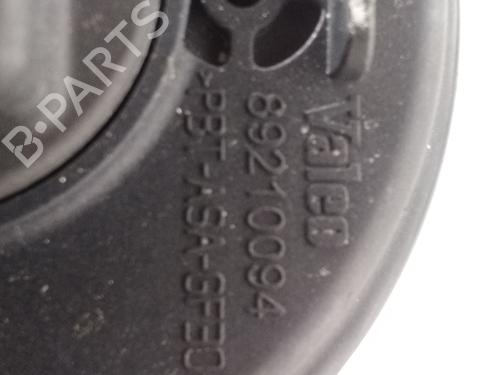 Valeo
89210094
>PBT-ASA-GF30
B-PARTS